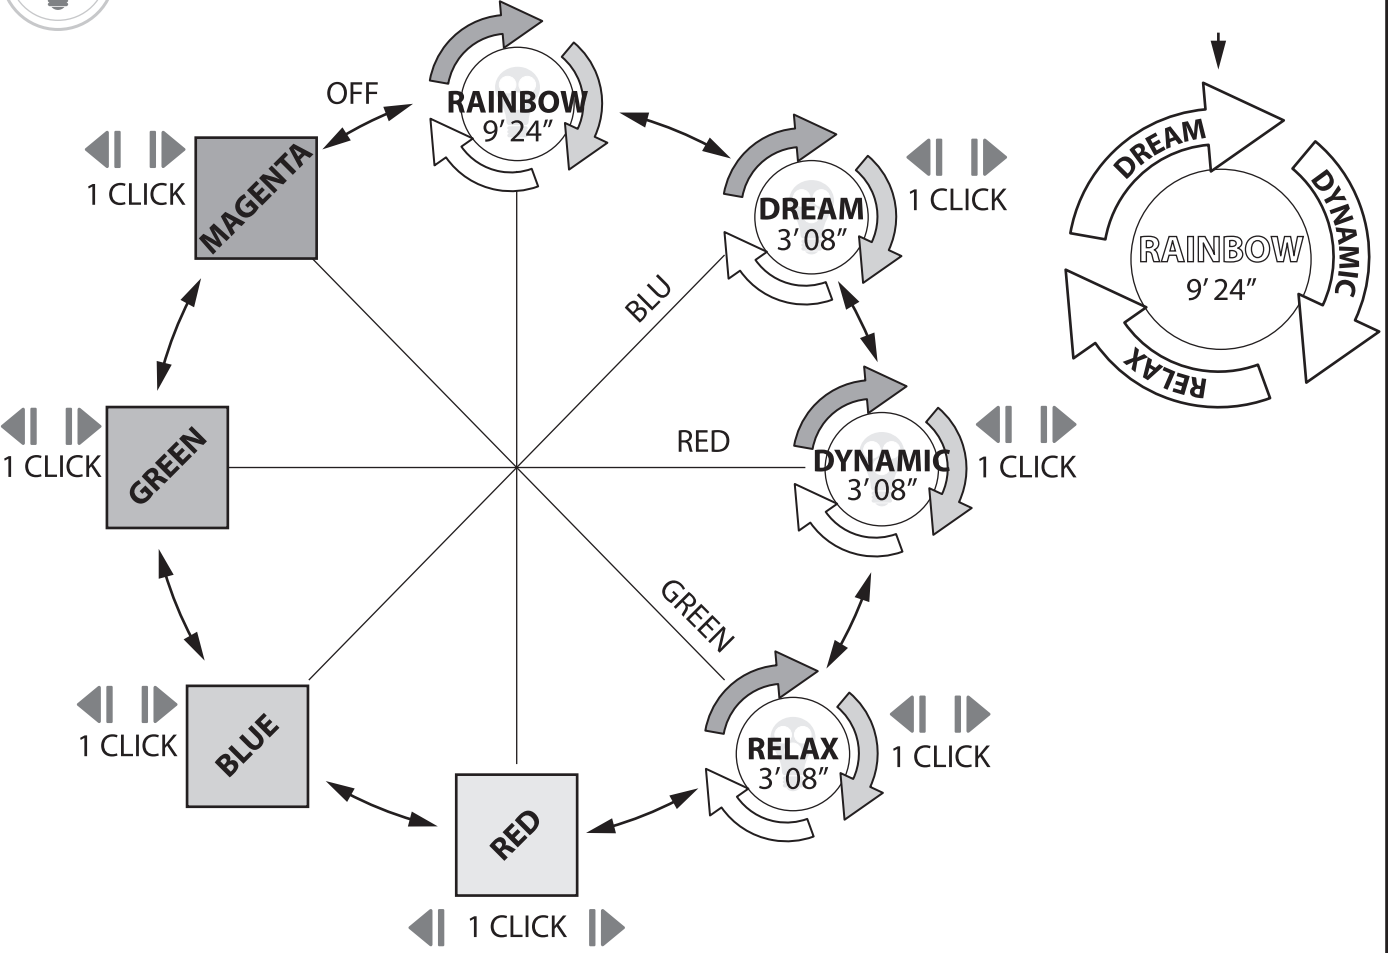 OFF
RAINBOW
9’ 24”
DREAM
3’ 08”
1 CLICK
MAGENTA
1 CLICK
BLU
DREAM
DYNAMIC
RELAX
RAINBOW
9’ 24”
GREEN
1 CLICK
RED
DYNAMIC
3’ 08”
1 CLICK
GREEN
BLUE
1 CLICK
RELAX
3’ 08”
1 CLICK
RED
1 CLICK